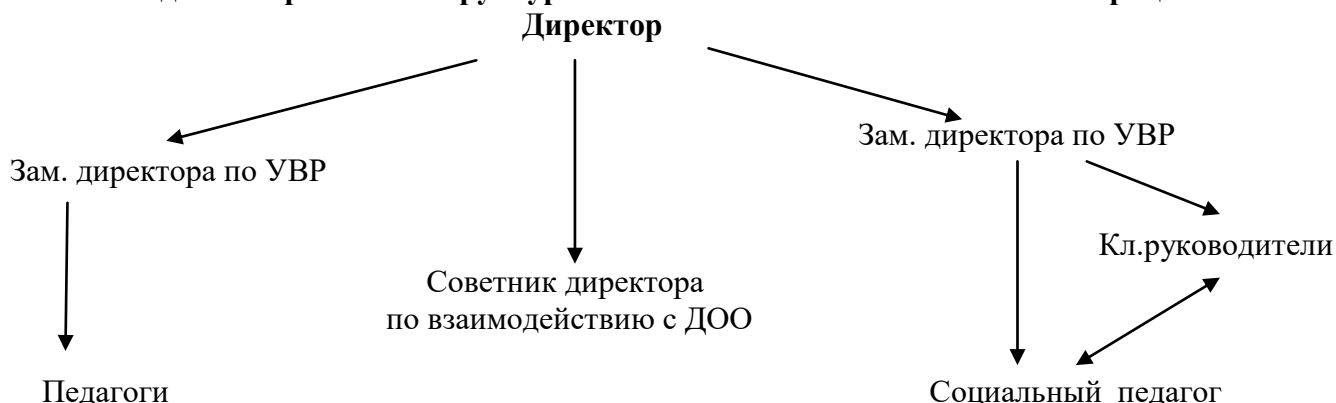 Директор
Зам. директора по УВР
Зам. директора по УВР
Кл.руководители
Советник директора
по взаимодействию с ДОО
Педагоги
Социальный педагог